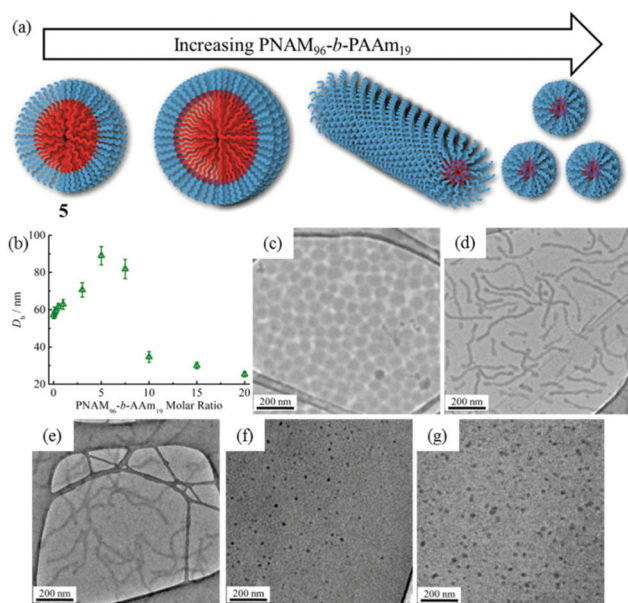 (a)
Increasing PNAM₉₆-b-PAAm₁₉
5
(b)
100
80
60
40
20
D_h / nm
0 5 10 15 20
PNAM₉₆-b-AAm₁₉ Molar Ratio
(c)
200 nm
(d)
200 nm
(e)
200 nm
(f)
200 nm
(g)
200 nm